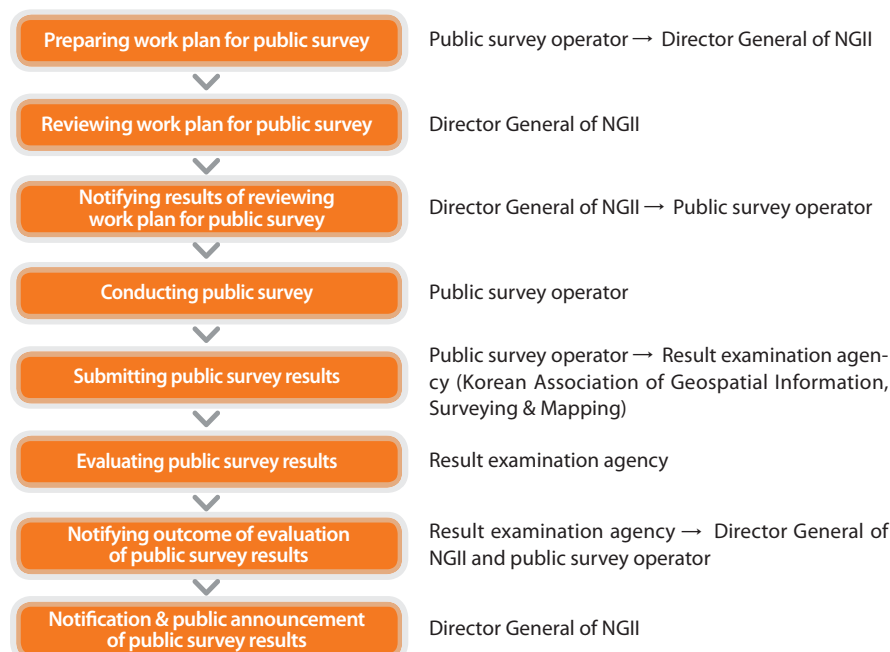 Preparing work plan for public survey
Public survey operator → Director General of NGII
Reviewing work plan for public survey
Director General of NGII
Notifying results of reviewing
work plan for public survey
Director General of NGII → Public survey operator
Conducting public survey
Public survey operator
Submitting public survey results
Public survey operator → Result examination agen-
cy (Korean Association of Geospatial Information,
Surveying & Mapping)
Evaluating public survey results
Result examination agency
Notifying outcome of evaluation
of public survey results
Result examination agency → Director General of
NGII and public survey operator
Notification & public announcement
of public survey results
Director General of NGII